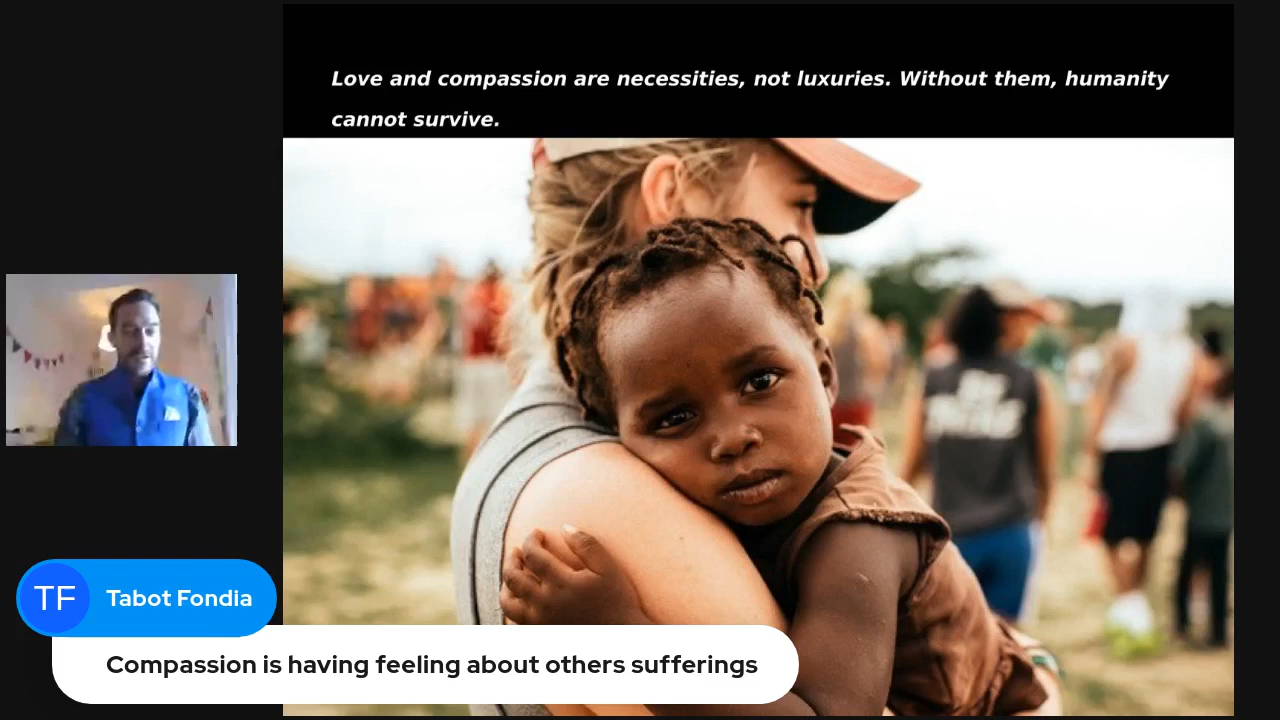 Love and compassion are necessities, not luxuries. Without them, humanity
cannot survive.
TF
Tabot Fondia
Compassion is having feeling about others sufferings